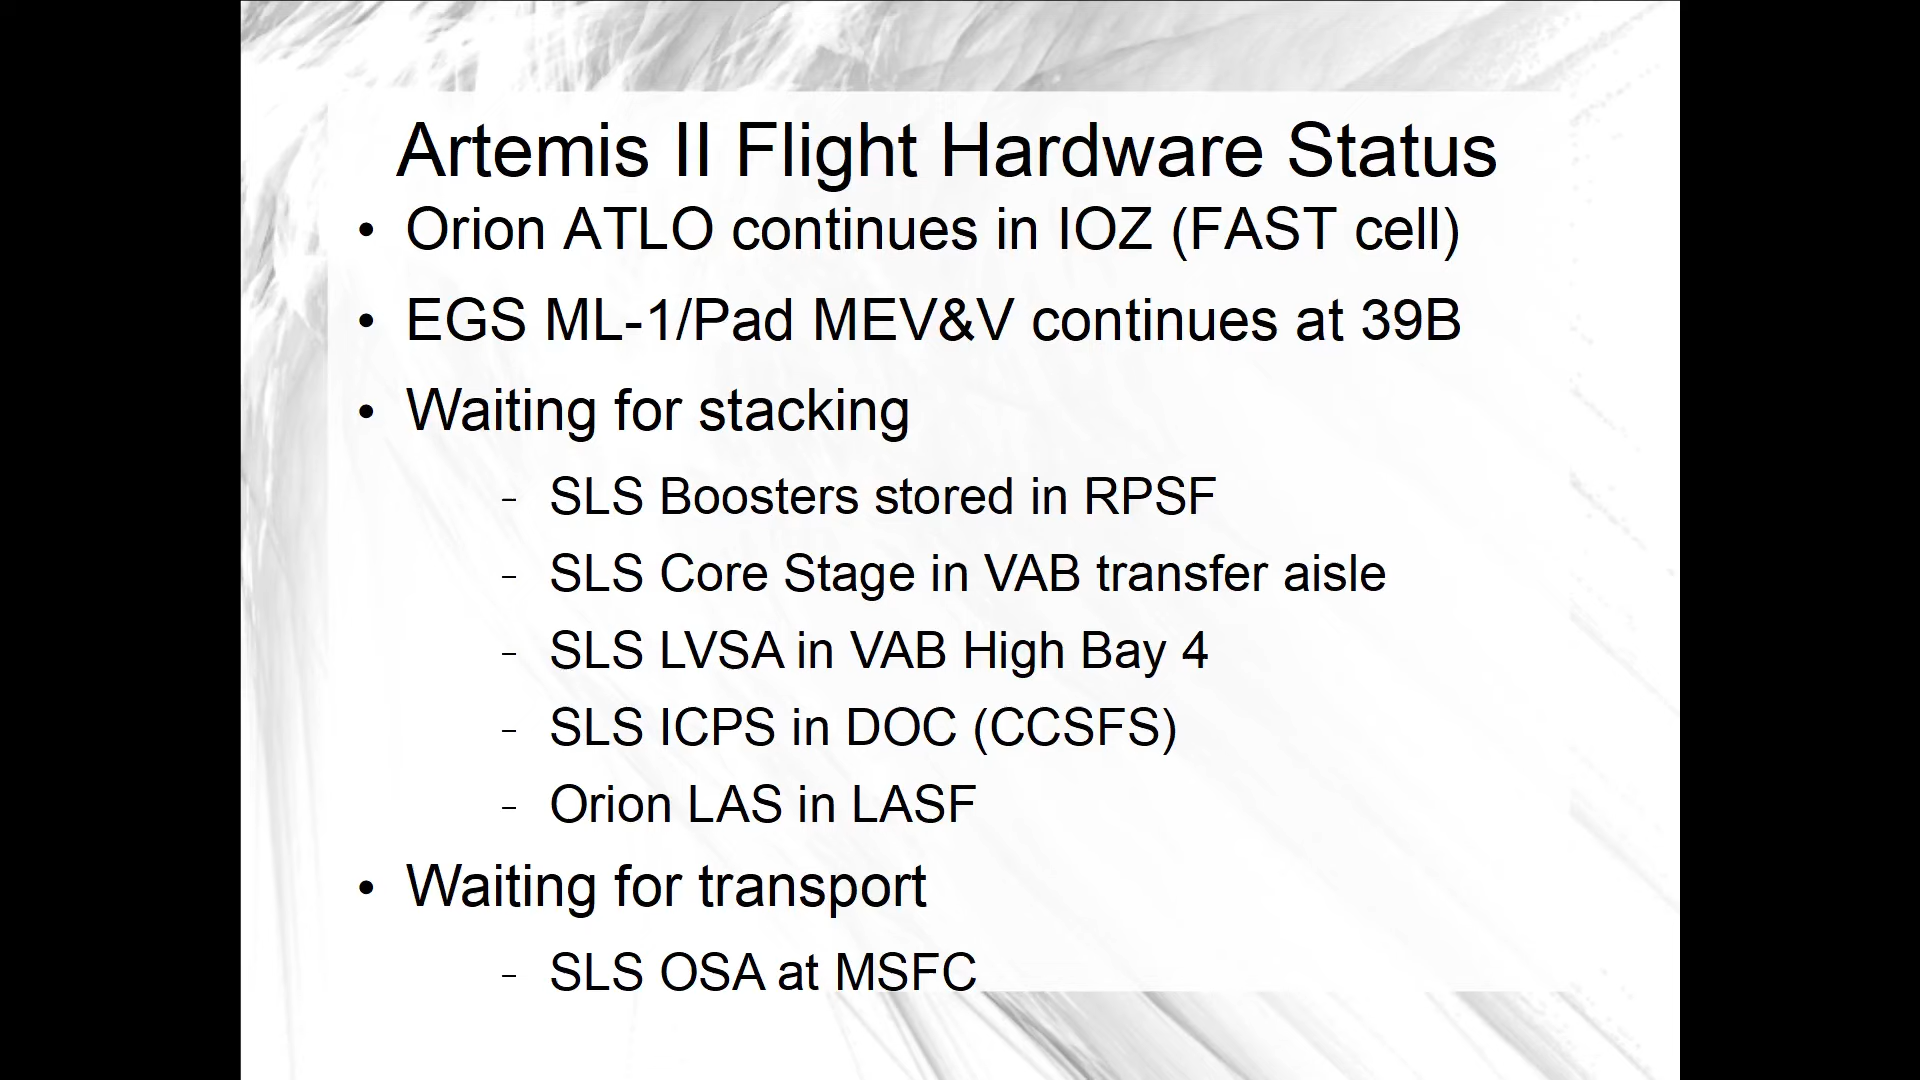 Artemis II Flight Hardware Status
• Orion ATLO continues in IOZ (FAST cell)
• EGS ML-1/Pad MEV&V continues at 39B
• Waiting for stacking
– SLS Boosters stored in RPSF
– SLS Core Stage in VAB transfer aisle
– SLS LVSA in VAB High Bay 4
– SLS ICPS in DOC (CCSFS)
– Orion LAS in LASF
• Waiting for transport
– SLS OSA at MSFC